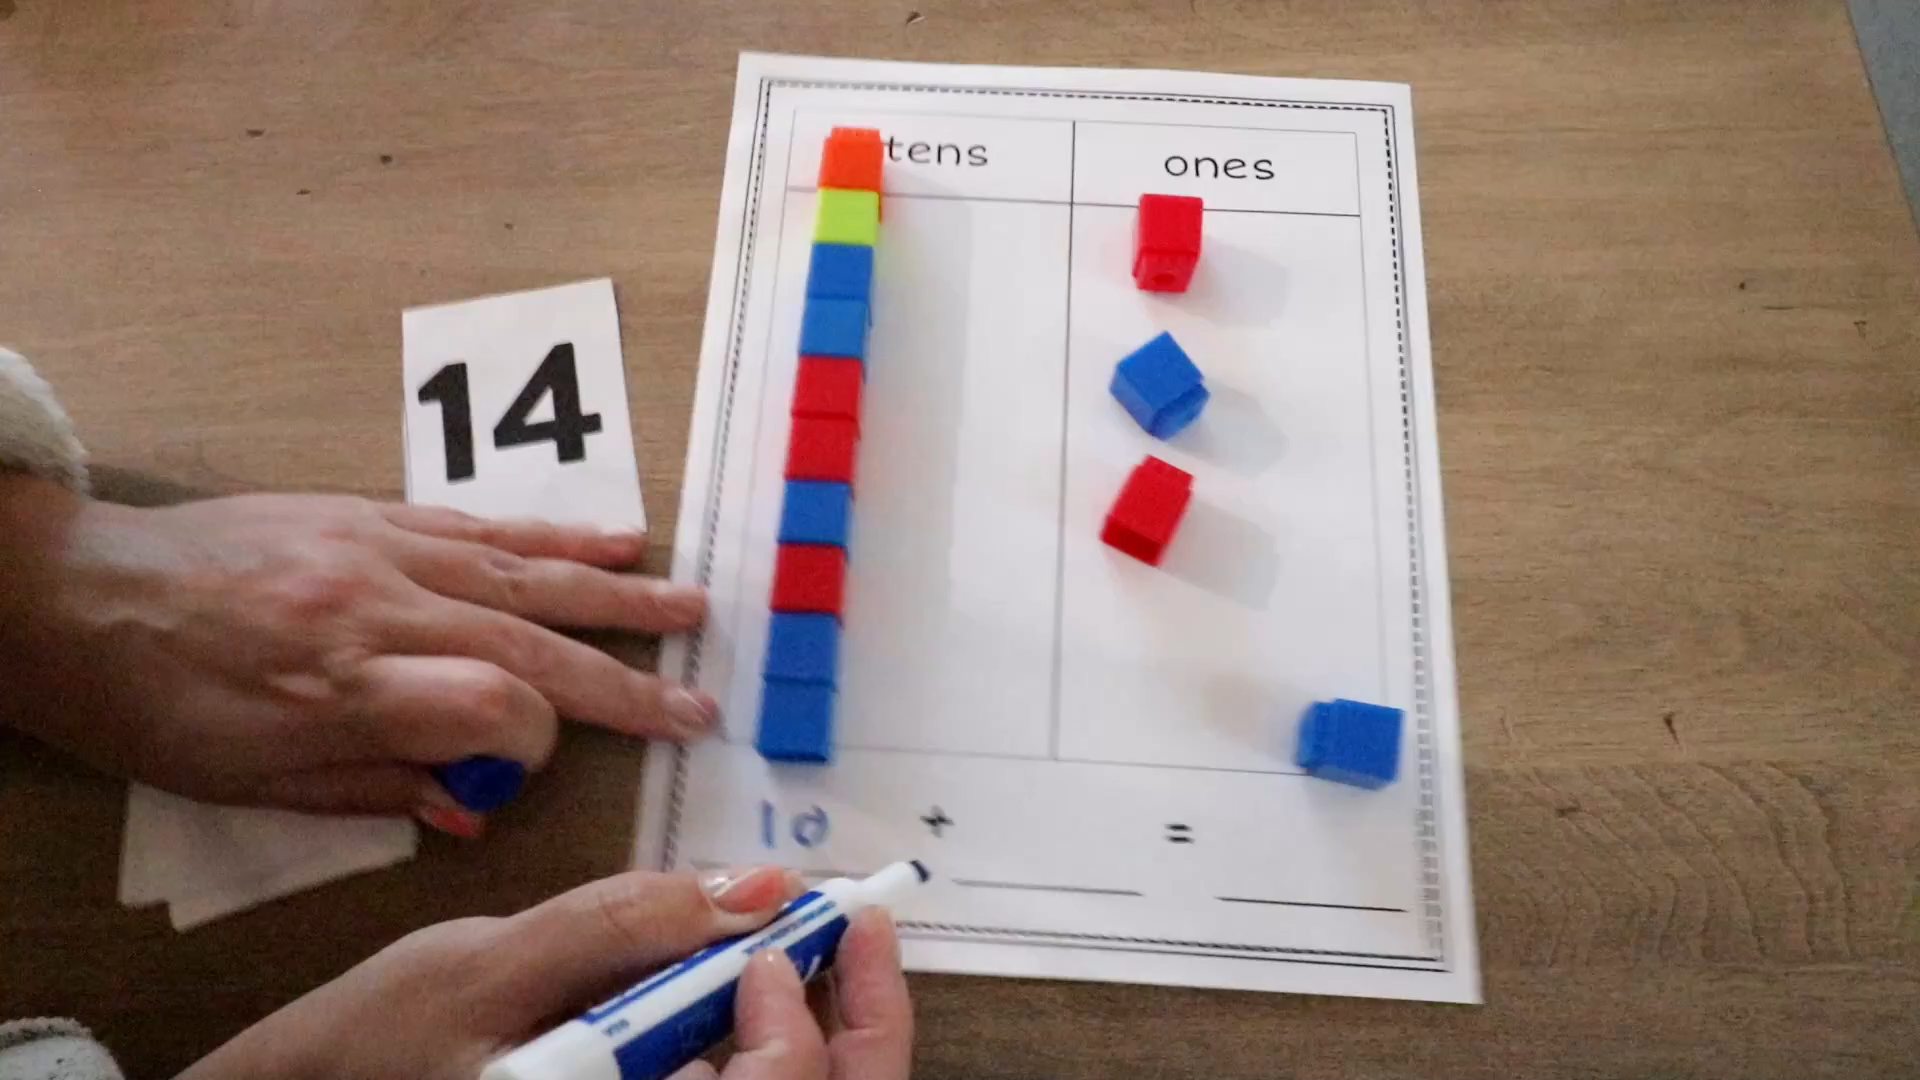 tens ones
14
10 + =